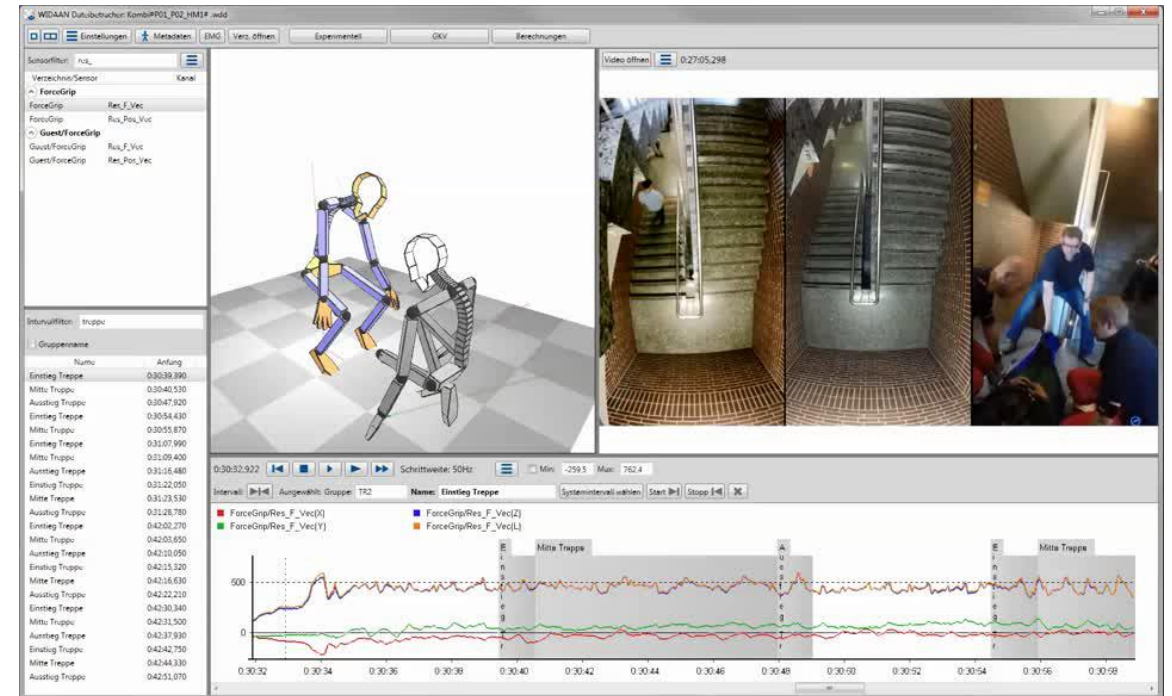 WIDAAN Dateibetrachter: Kombi#P01_P02_HM1# .wdd
Einstellungen Metadaten EMG Verz. öffnen Experimentell GKV Berechnungen
Sensorfilter: res_
Verzeichnis/Sensor Kanal
ForceGrip
ForceGrip Res_F_Vec
ForceGrip Res_Pos_Vec
Guest/ForceGrip
Guest/ForceGrip Res_F_Vec
Guest/ForceGrip Res_Pos_Vec
Video öffnen 0:27:05,298
Intervallfilter: treppe
Gruppenname
Name Anfang
Einstieg Treppe 0:30:39,390
Mitte Treppe 0:30:40,530
Ausstieg Treppe 0:30:47,920
Einstieg Treppe 0:30:54,430
Mitte Treppe 0:30:55,870
Einstieg Treppe 0:31:07,990
Mitte Treppe 0:31:09,400
Ausstieg Treppe 0:31:16,480
Einstieg Treppe 0:31:22,050
Mitte Treppe 0:31:23,530
Ausstieg Treppe 0:31:28,780
Einstieg Treppe 0:42:02,270
Mitte Treppe 0:42:03,650
Ausstieg Treppe 0:42:10,050
Einstieg Treppe 0:42:15,320
Mitte Treppe 0:42:16,630
Ausstieg Treppe 0:42:22,210
Einstieg Treppe 0:42:30,340
Mitte Treppe 0:42:31,500
Ausstieg Treppe 0:42:37,930
Einstieg Treppe 0:42:42,750
Mitte Treppe 0:42:44,330
Ausstieg Treppe 0:42:51,070
0:30:32,922 Schrittweite: 50Hz Min: -259.5 Max: 762.4
Intervall: Ausgewählt: Gruppe: TR2 Name: Einstieg Treppe Systemintervall wählen Start Stopp
ForceGrip/Res_F_Vec(X) ForceGrip/Res_F_Vec(Z)
ForceGrip/Res_F_Vec(Y) ForceGrip/Res_F_Vec(L)
Mitte Treppe Mitte Treppe
500
0
0:30:32 0:30:34 0:30:36 0:30:38 0:30:40 0:30:42 0:30:44 0:30:46 0:30:48 0:30:50 0:30:52 0:30:54 0:30:56 0:30:58